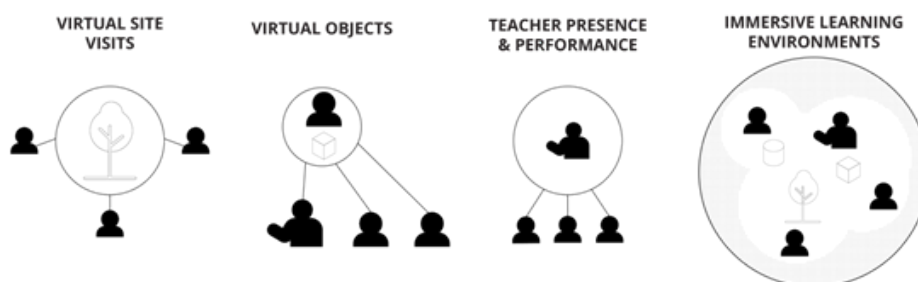 VIRTUAL SITE
VISITS
VIRTUAL OBJECTS
TEACHER PRESENCE
& PERFORMANCE
IMMERSIVE LEARNING
ENVIRONMENTS